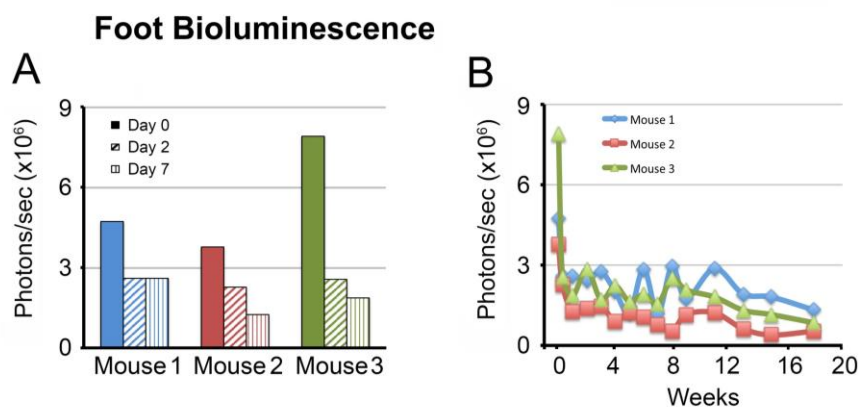 Foot Bioluminescence
A
Photons/sec (x10⁶)
9
6
3
0
Day 0
Day 2
Day 7
Mouse 1
Mouse 2
Mouse 3
B
Photons/sec (x10⁶)
9
6
3
0
Mouse 1
Mouse 2
Mouse 3
0 4 8 12 16 20
Weeks